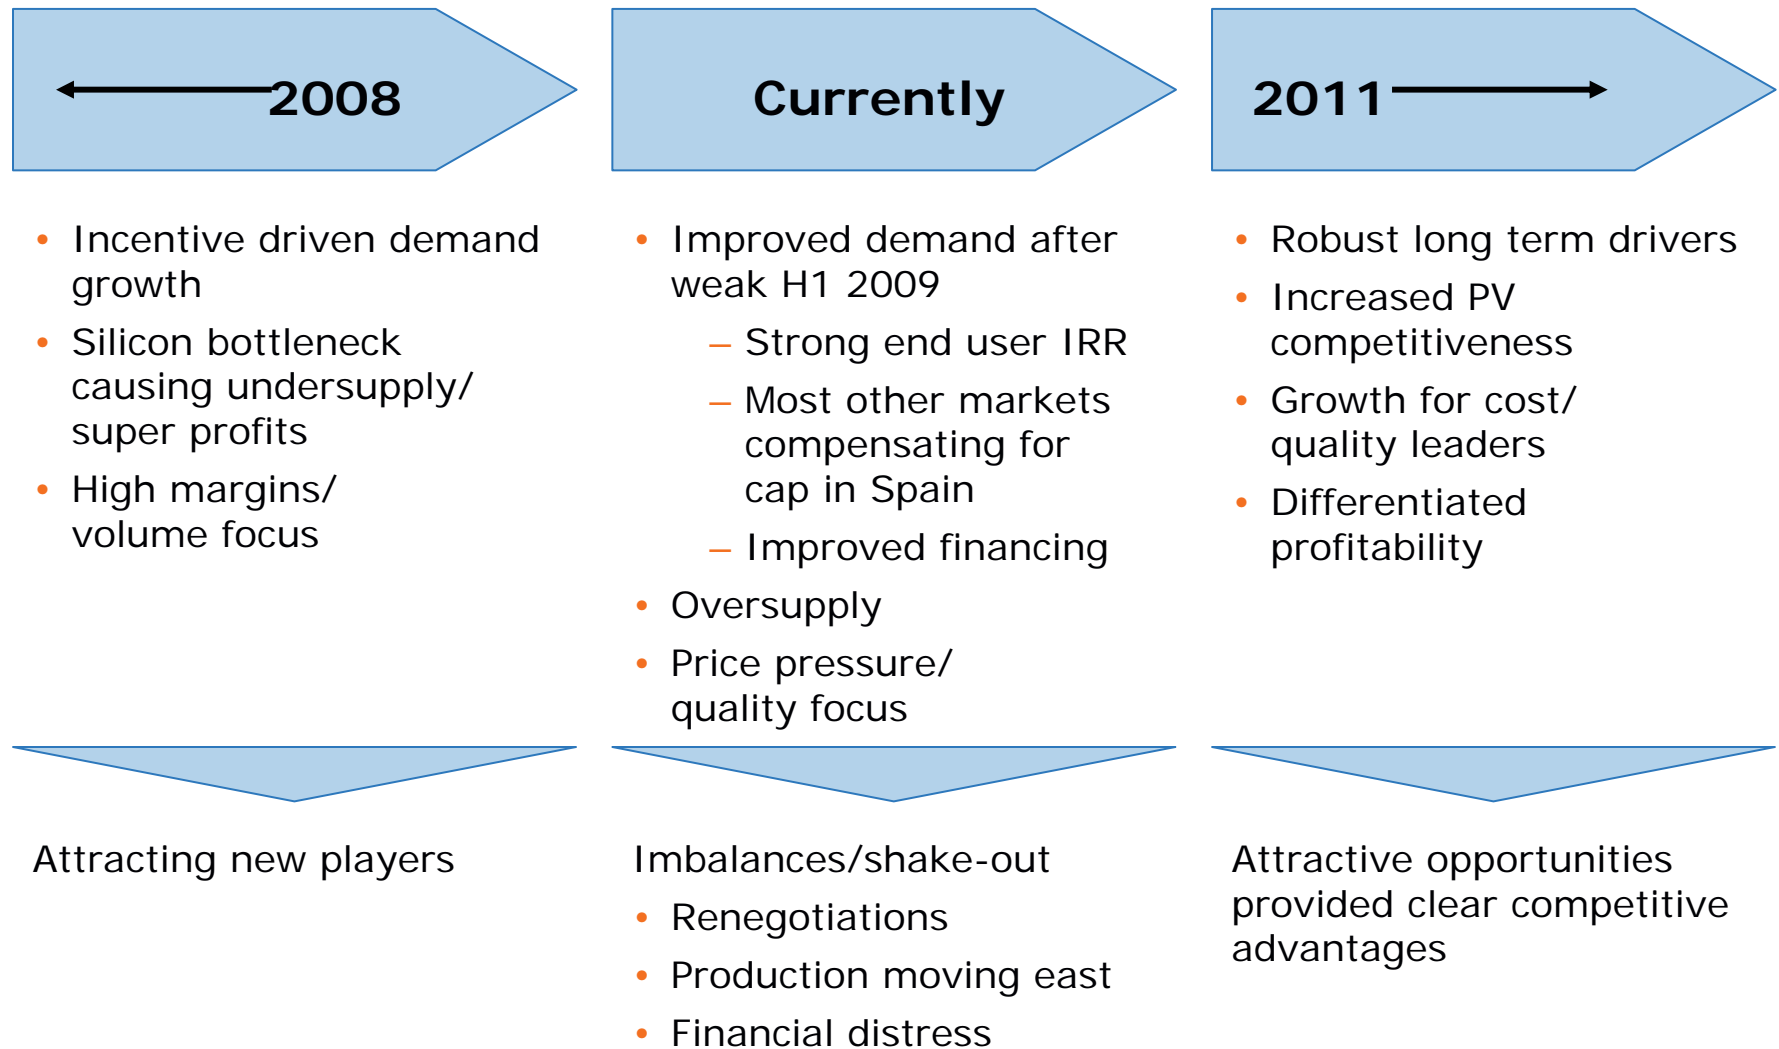 2008
• Incentive driven demand
growth
• Silicon bottleneck
causing undersupply/
super profits
• High margins/
volume focus
Attracting new players
Currently
• Improved demand after
weak H1 2009
– Strong end user IRR
– Most other markets
compensating for
cap in Spain
– Improved financing
• Oversupply
• Price pressure/
quality focus
Imbalances/shake-out
• Renegotiations
• Production moving east
• Financial distress
2011
• Robust long term drivers
• Increased PV
competitiveness
• Growth for cost/
quality leaders
• Differentiated
profitability
Attractive opportunities
provided clear competitive
advantages